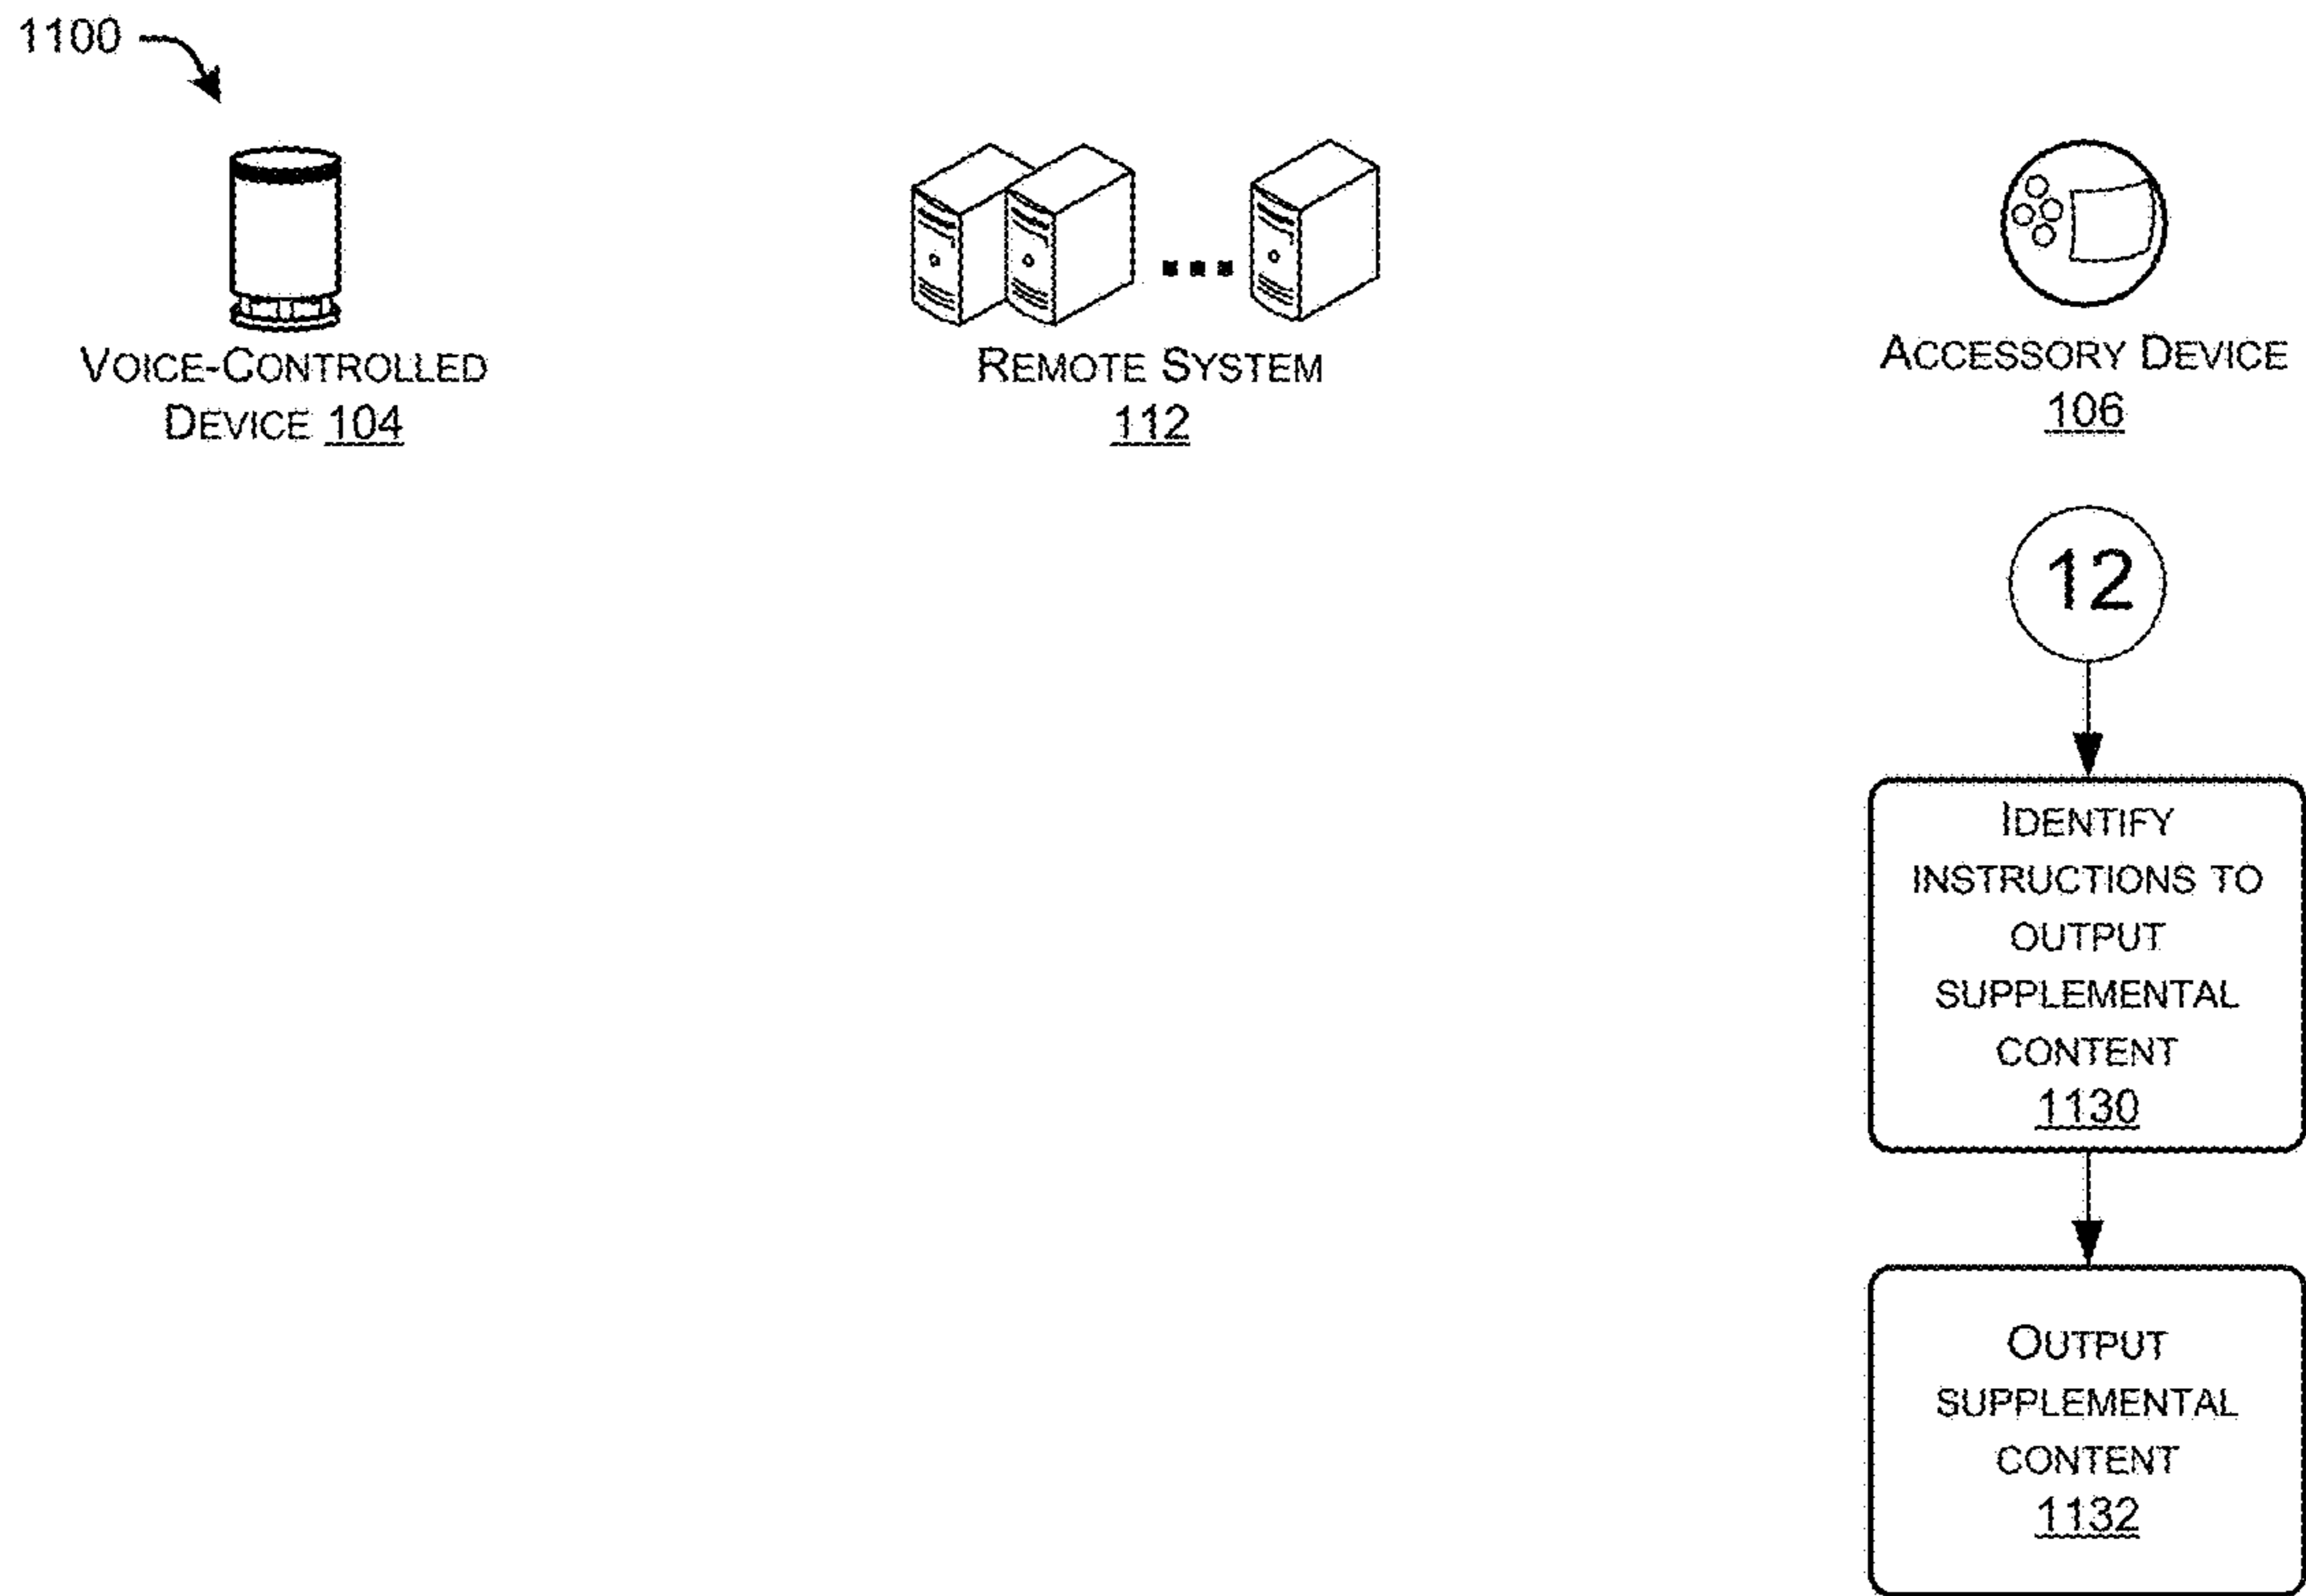 1100
VOICE-CONTROLLED
DEVICE 104
REMOTE SYSTEM
112
ACCESSORY DEVICE
106
12
IDENTIFY
INSTRUCTIONS TO
OUTPUT
SUPPLEMENTAL
CONTENT
1130
OUTPUT
SUPPLEMENTAL
CONTENT
1132